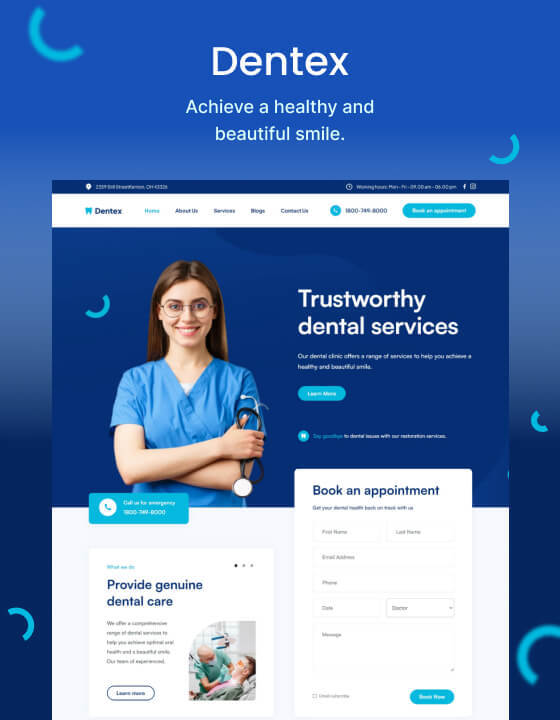 Dentex
Achieve a healthy and
beautiful smile.
Working hours: Mon - Fri - 09.00 am - 06.00 pm
Dentex
Home
About Us
Services
Blogs
Contact Us
1800-749-8000
Book an appointment
Trustworthy
dental services
Our dental clinic offers a range of services to help you achieve a
healthy and beautiful smile.
Learn More
Say goodbye to dental issues with our restoration services.
Call us for emergency
1800-749-8000
Book an appointment
Get your dental health back on track with us
First Name
Last Name
Email Address
Phone
Date
Doctor
Message
Book Now
What we do
Provide genuine
dental care
We offer a comprehensive
range of dental services to
help you achieve optimal oral
health and a beautiful smile.
Our team of experienced,
Learn more